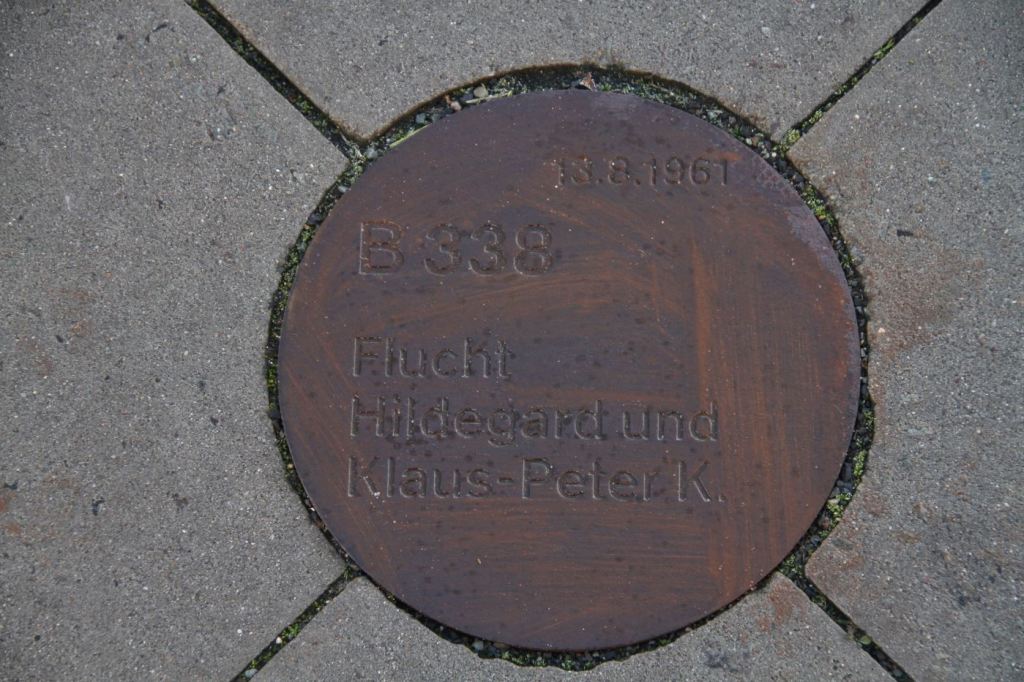 13.8.1961
B 338
Flucht
Hildegard und
Klaus-Peter K.